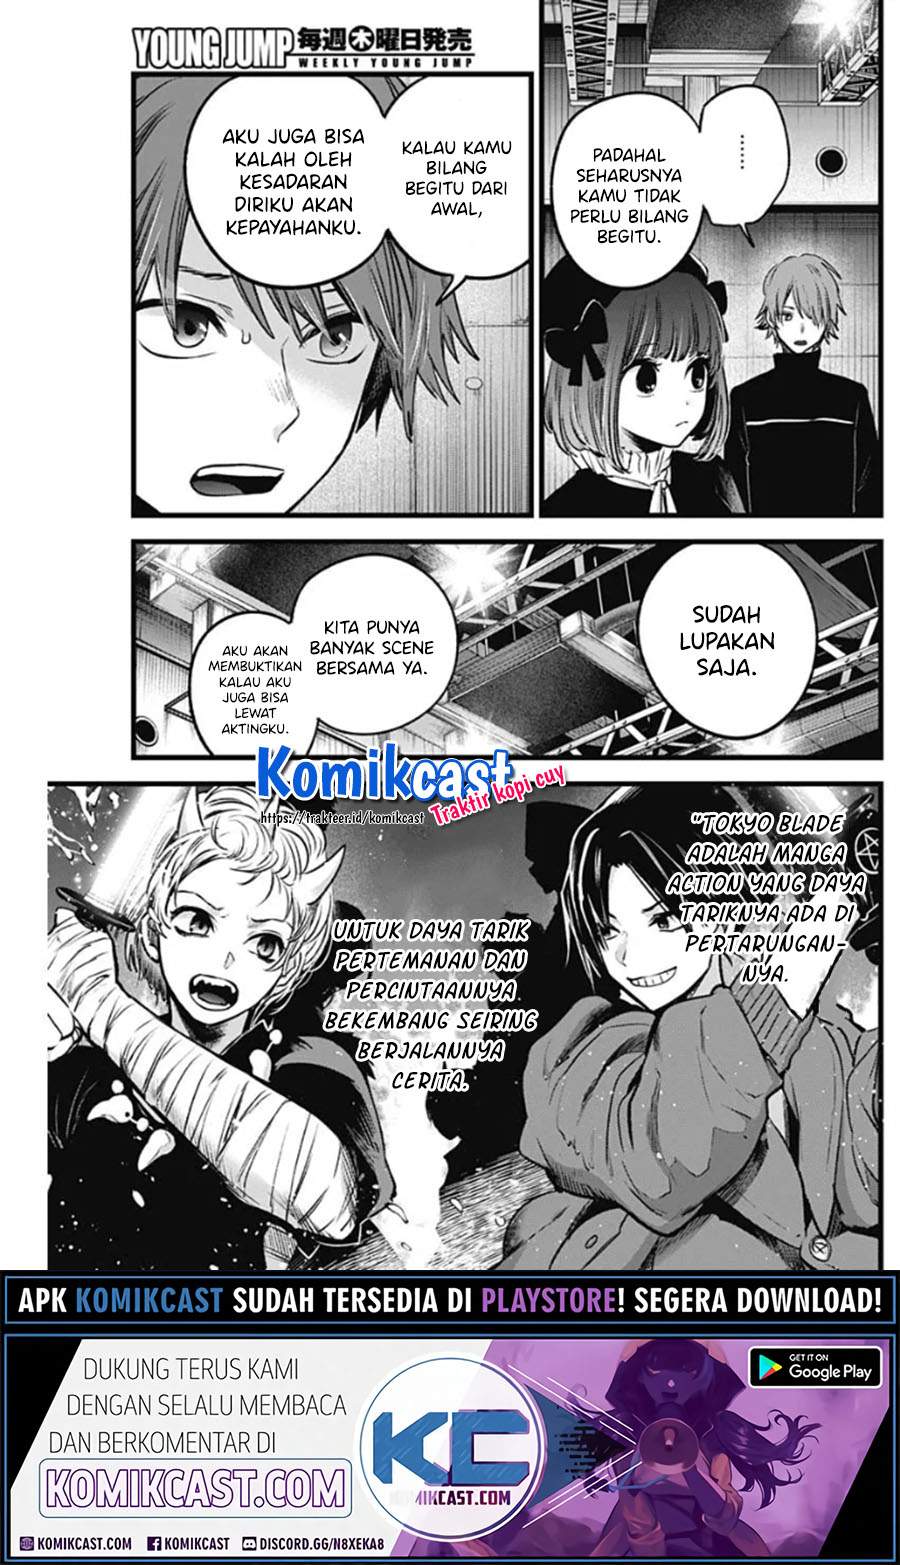 YOUNG JUMP 毎週木曜日発売
WEEKLY YOUNG JUMP
......
PADAHAL
SEHARUSNYA
KAMU TIDAK
PERLU BILANG
BEGITU.
KALAU KAMU
BILANG
BEGITU DARI
AWAL,
AKU JUGA BISA
KALAH OLEH
KESADARAN
DIRIKU AKAN
KEPAYAHANKU.
SUDAH
LUPAKAN
SAJA.
KITA PUNYA
BANYAK SCENE
BERSAMA YA.
AKU AKAN
MEMBUKTIKAN
KALAU AKU
JUGA BISA
LEWAT
AKTINGKU.
Komikcast
Traktir kopi cuy
https://trakteer.id/komikcast
"TOKYO BLADE
ADALAH MANGA
ACTION YANG DAYA
TARIKNYA ADA DI
PERTARUNGAN-
NYA.
UNTUK DAYA TARIK
PERTEMANAN DAN
PERCINTAANNYA
BEKEMBANG SEIRING
BERJALANNYA
CERITA.
APK KOMIKCAST SUDAH TERSEDIA DI PLAYSTORE! SEGERA DOWNLOAD!
DUKUNG TERUS KAMI
DENGAN SELALU MEMBACA
DAN BERKOMENTAR DI
KOMIKCAST.COM
KOMIKCAST.COM KOMIKCAST DISCORD.GG/N8XEKA8
KC
KOMIKCAST.COM
GET IT ON
Google Play